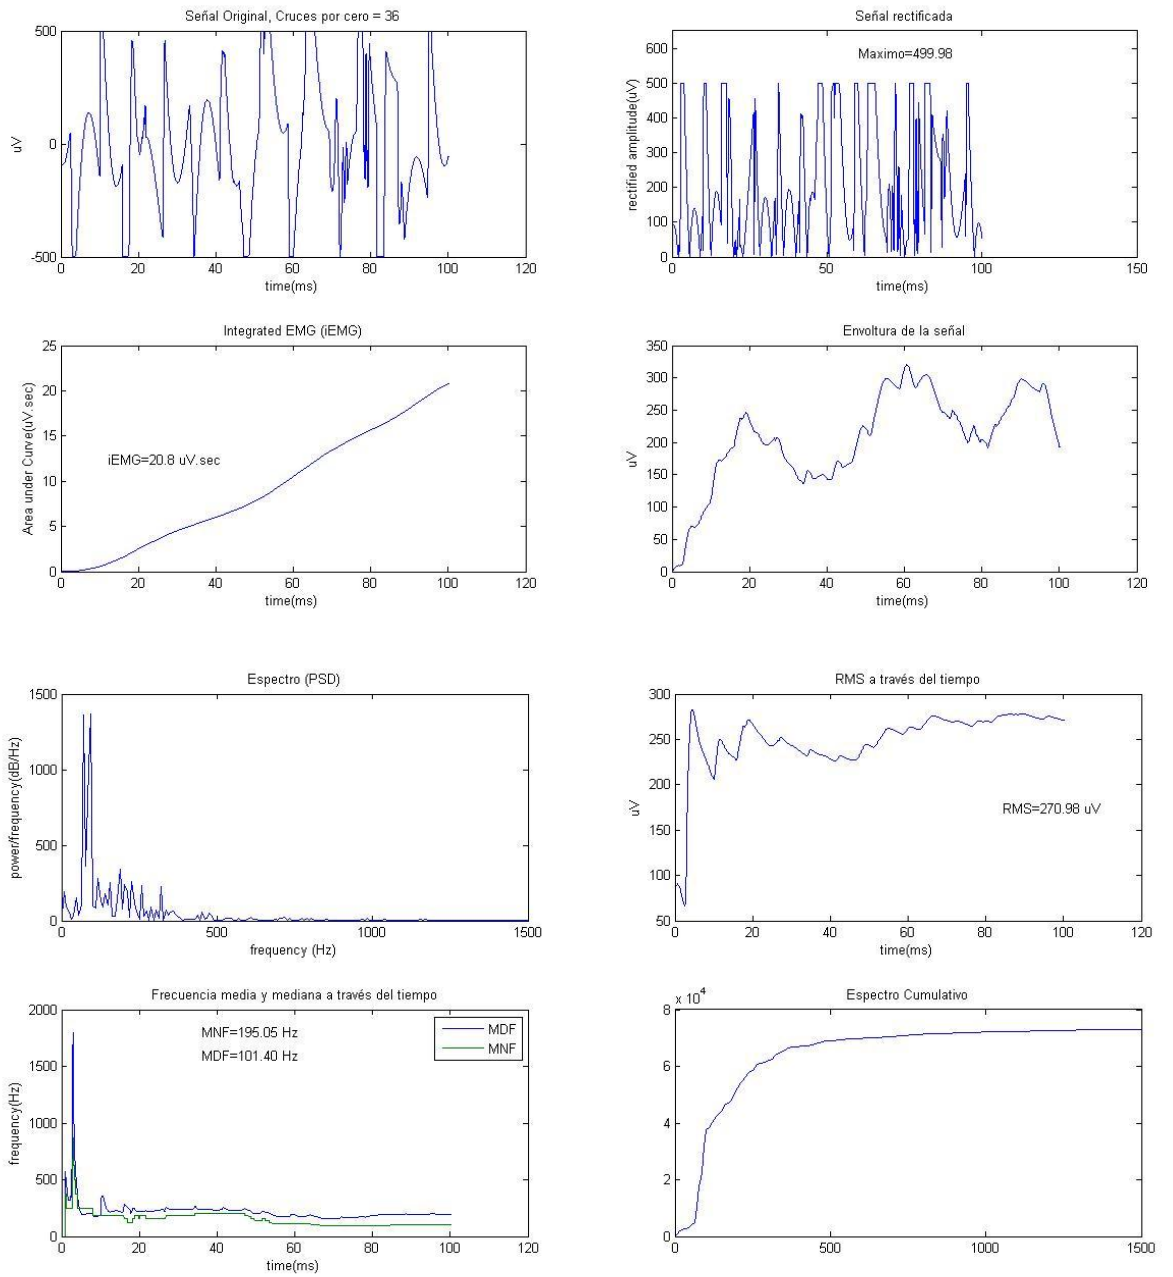 Señal Original, Cruces por cero = 36
500
0
-500
uV
0 20 40 60 80 100 120
time(ms)
Señal rectificada
Maximo=499.98
600
500
400
300
200
100
0
rectified amplitude(uV)
0 50 100 150
time(ms)
Integrated EMG (iEMG)
25
20
15
10
5
0
Area under Curve(uV.sec)
iEMG=20.8 uV.sec
0 20 40 60 80 100 120
time(ms)
Envoltura de la señal
350
300
250
200
150
100
50
0
uV
0 20 40 60 80 100 120
time(ms)
Espectro (PSD)
1500
1000
500
0
power/frequency(dB/Hz)
0 500 1000 1500
frequency (Hz)
RMS a través del tiempo
300
250
200
150
100
50
uV
RMS=270.98 uV
0 20 40 60 80 100 120
time(ms)
Frecuencia media y mediana a través del tiempo
2000
1500
1000
500
0
frequency(Hz)
MNF=195.05 Hz
MDF=101.40 Hz
MDF
MNF
0 20 40 60 80 100 120
time(ms)
Espectro Cumulativo
x 10^4
8
6
4
2
0
0 500 1000 1500